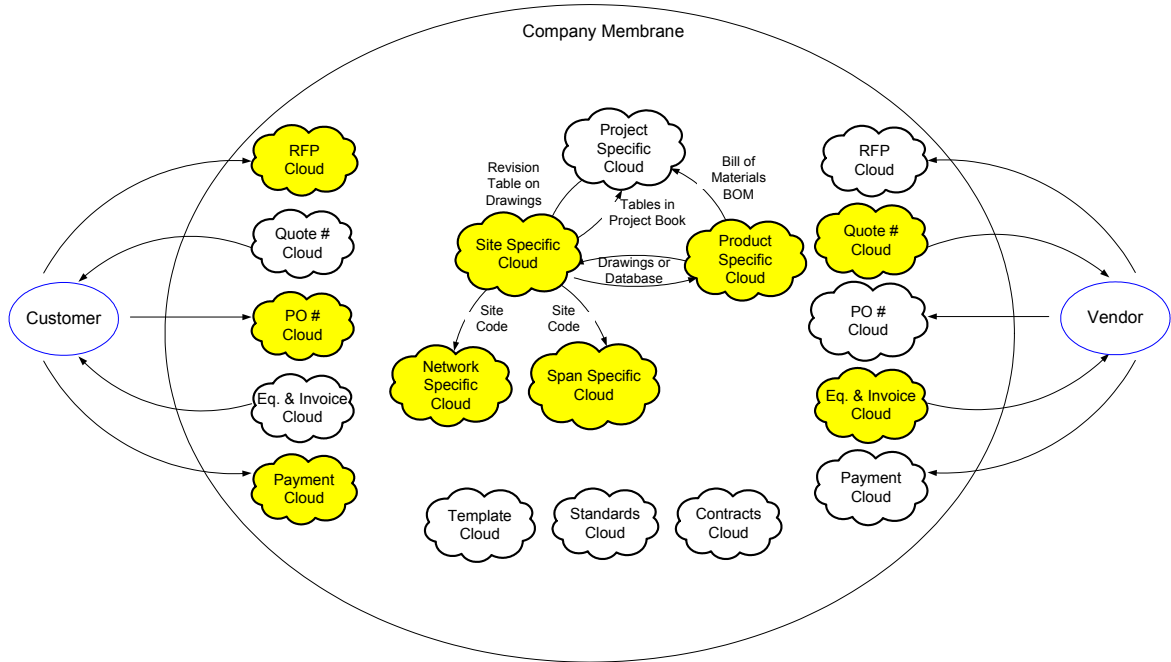 Company Membrane
RFP
Cloud
Quote #
Cloud
PO #
Cloud
Eq. & Invoice
Cloud
Payment
Cloud
Customer
Project
Specific
Cloud
Revision
Table on
Drawings
Tables in
Project Book
Bill of
Materials
BOM
Site Specific
Cloud
Product
Specific
Cloud
Drawings or
Database
Site
Code
Site
Code
Network
Specific
Cloud
Span Specific
Cloud
Template
Cloud
Standards
Cloud
Contracts
Cloud
RFP
Cloud
Quote #
Cloud
PO #
Cloud
Eq. & Invoice
Cloud
Payment
Cloud
Vendor